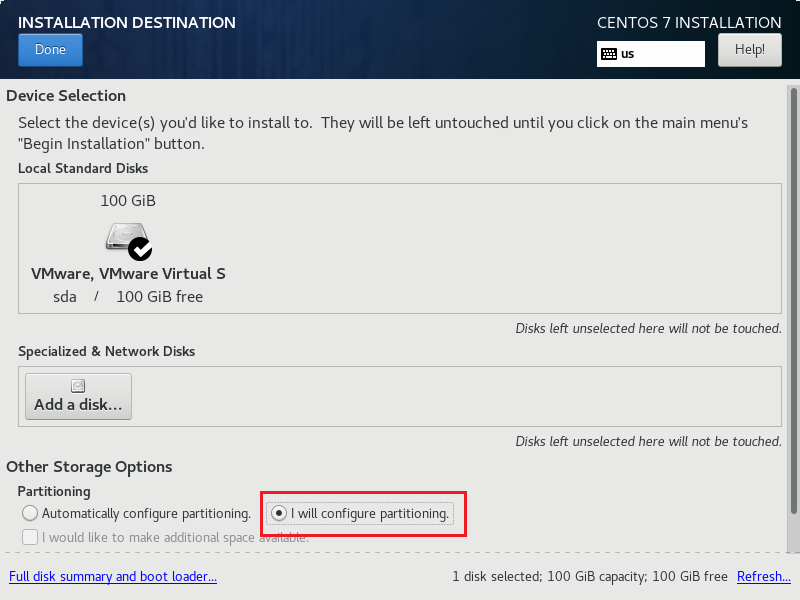 INSTALLATION DESTINATION
CENTOS 7 INSTALLATION
Done
us
Help!
Device Selection
Select the device(s) you'd like to install to.  They will be left untouched until you click on the main menu's
"Begin Installation" button.
Local Standard Disks
100 GiB
VMware, VMware Virtual S
sda / 100 GiB free
Disks left unselected here will not be touched.
Specialized & Network Disks
Add a disk...
Disks left unselected here will not be touched.
Other Storage Options
Partitioning
Automatically configure partitioning.
I will configure partitioning.
I would like to make additional space available.
Full disk summary and boot loader...
1 disk selected; 100 GiB capacity; 100 GiB free
Refresh...